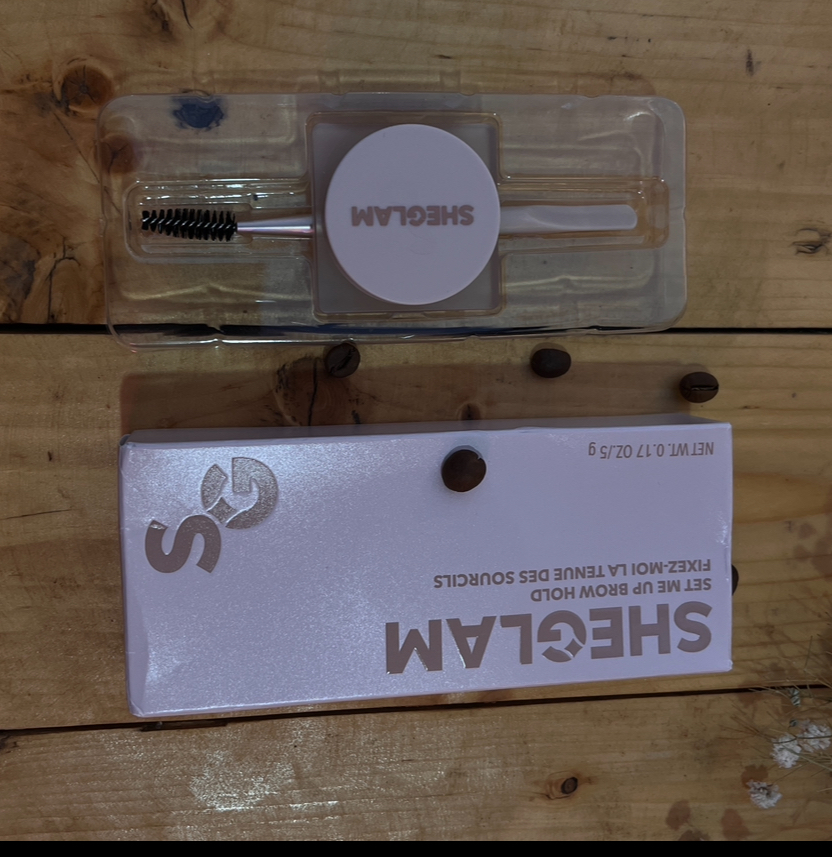 SHEGLAM
SHEGLAM
SET ME UP BROW HOLD
FIXEZ-MOI LA TENUE DES SOURCILS
NET WT. 0.17 OZ/5 g
SG